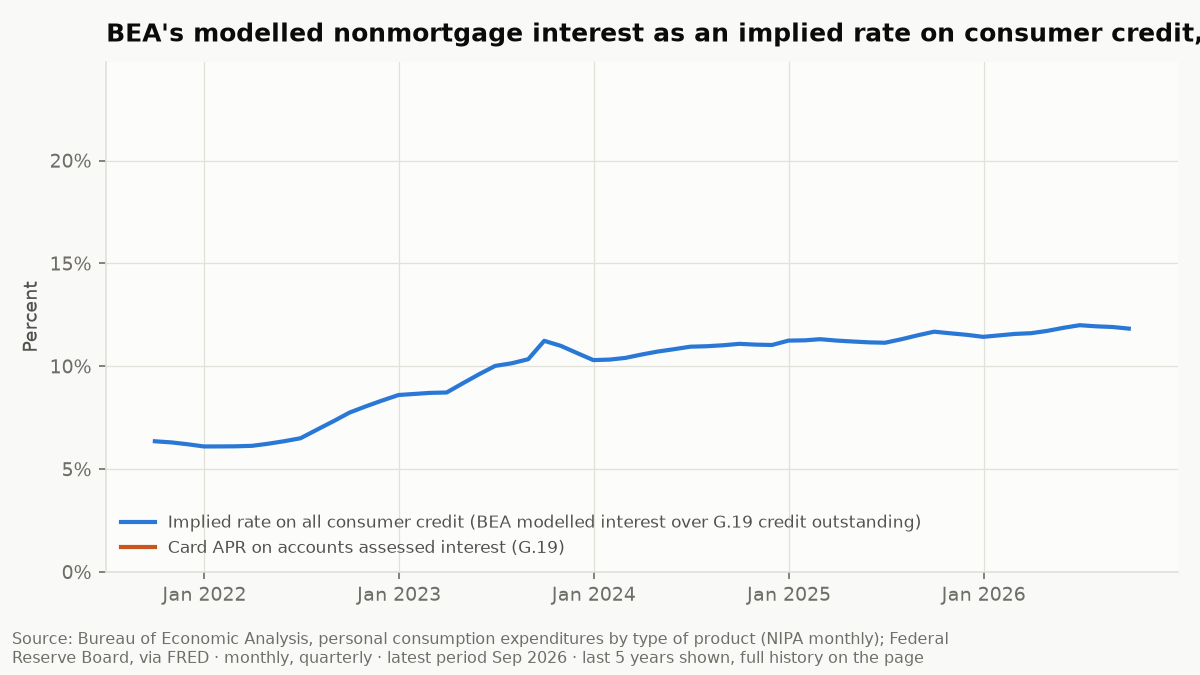 BEA's modelled nonmortgage interest as an implied rate on consumer credit,
20%
15%
10%
5%
0%
Percent
Implied rate on all consumer credit (BEA modelled interest over G.19 credit outstanding)
Card APR on accounts assessed interest (G.19)
Jan 2022
Jan 2023
Jan 2024
Jan 2025
Jan 2026
Source: Bureau of Economic Analysis, personal consumption expenditures by type of product (NIPA monthly); Federal
Reserve Board, via FRED · monthly, quarterly · latest period Sep 2026 · last 5 years shown, full history on the page